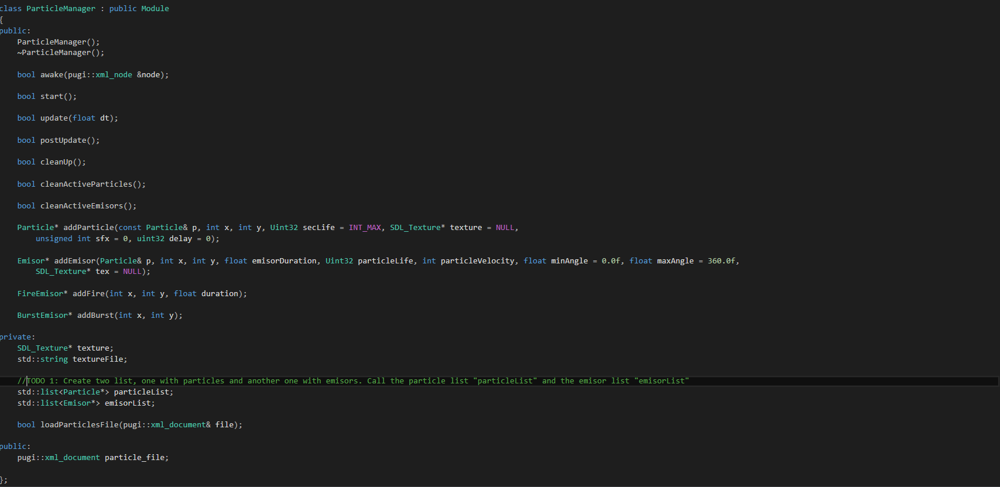 class ParticleManager : public Module
{
public:
    ParticleManager();
    ~ParticleManager();
    bool awake(pugi::xml_node &node);
    bool start();
    bool update(float dt);
    bool postUpdate();
    bool cleanUp();
    bool cleanActiveParticles();
    bool cleanActiveEmisors();
    Particle* addParticle(const Particle& p, int x, int y, Uint32 secLife = INT_MAX, SDL_Texture* texture = NULL,
        unsigned int sfx = 0, uint32 delay = 0);
    Emisor* addEmisor(Particle& p, int x, int y, float emisorDuration, Uint32 particleLife, int particleVelocity, float minAngle = 0.0f, float maxAngle = 360.0f,
        SDL_Texture* tex = NULL);
    FireEmisor* addFire(int x, int y, float duration);
    BurstEmisor* addBurst(int x, int y);
private:
    SDL_Texture* texture;
    std::string textureFile;
    //TODO 1: Create two list, one with particles and another one with emisors. Call the particle list "particleList" and the emisor list "emisorList"
    std::list<Particle*> particleList;
    std::list<Emisor*> emisorList;
    bool loadParticlesFile(pugi::xml_document& file);
public:
    pugi::xml_document particle_file;
};